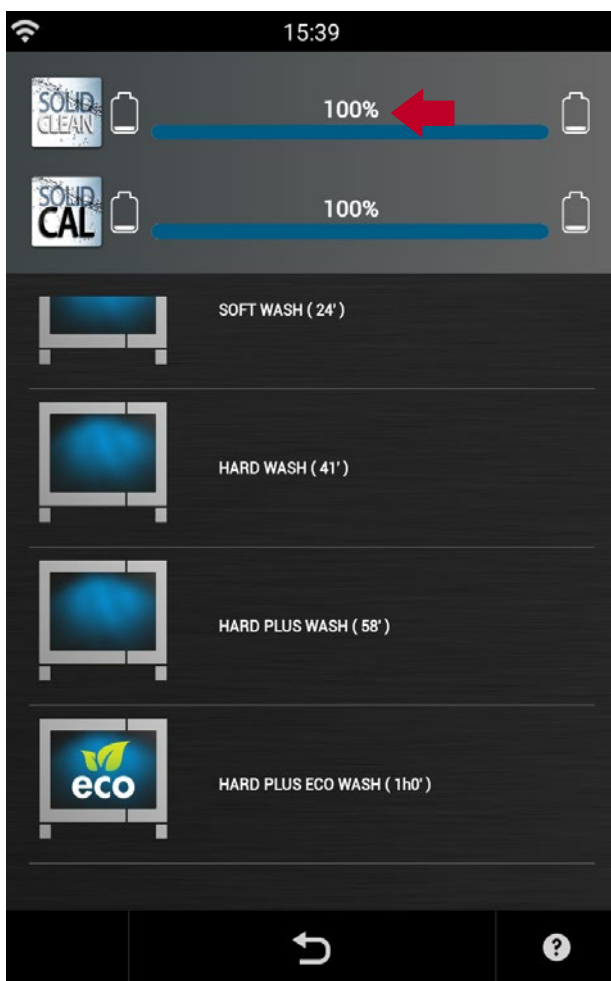 15:39
SOLID
CLEAN
100%
SOLID
CAL
100%
SOFT WASH ( 24' )
HARD WASH ( 41' )
HARD PLUS WASH ( 58' )
eco
HARD PLUS ECO WASH ( 1h0' )
?